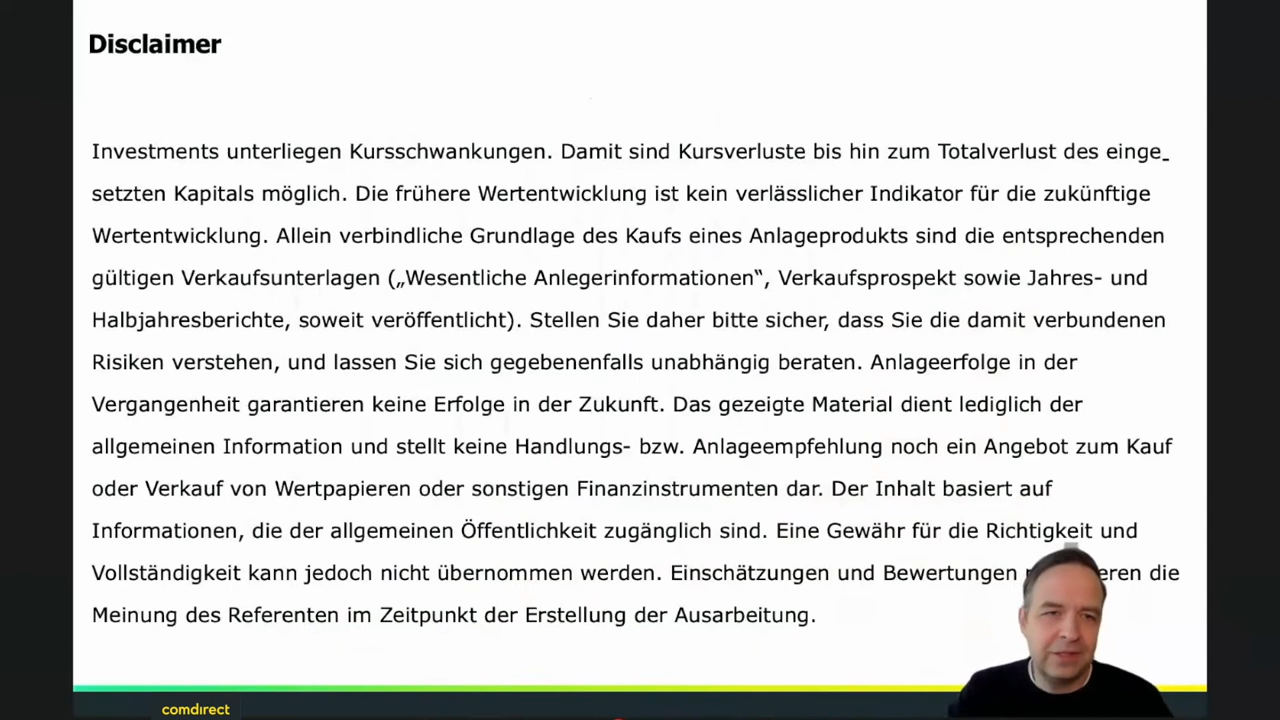 Disclaimer
Investments unterliegen Kursschwankungen. Damit sind Kursverluste bis hin zum Totalverlust des einge_
setzten Kapitals möglich. Die frühere Wertentwicklung ist kein verlässlicher Indikator für die zukünftige
Wertentwicklung. Allein verbindliche Grundlage des Kaufs eines Anlageprodukts sind die entsprechenden
gültigen Verkaufsunterlagen („Wesentliche Anlegerinformationen“, Verkaufsprospekt sowie Jahres- und
Halbjahresberichte, soweit veröffentlicht). Stellen Sie daher bitte sicher, dass Sie die damit verbundenen
Risiken verstehen, und lassen Sie sich gegebenenfalls unabhängig beraten. Anlageerfolge in der
Vergangenheit garantieren keine Erfolge in der Zukunft. Das gezeigte Material dient lediglich der
allgemeinen Information und stellt keine Handlungs- bzw. Anlageempfehlung noch ein Angebot zum Kauf
oder Verkauf von Wertpapieren oder sonstigen Finanzinstrumenten dar. Der Inhalt basiert auf
Informationen, die der allgemeinen Öffentlichkeit zugänglich sind. Eine Gewähr für die Richtigkeit und
Vollständigkeit kann jedoch nicht übernommen werden. Einschätzungen und Bewertungen die
Meinung des Referenten im Zeitpunkt der Erstellung der Ausarbeitung.
comdirect